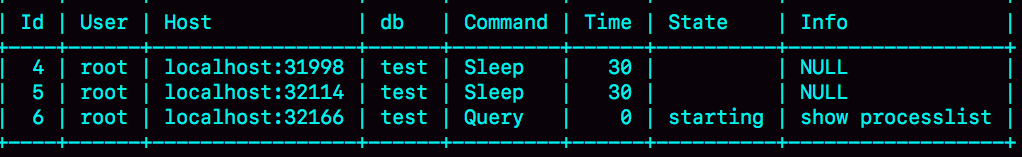 | Id | User | Host            | db   | Command | Time | State    | Info             |
+----+------+-----------------+------+---------+------+----------+------------------+
|  4 | root | localhost:31998 | test | Sleep   |   30 |          | NULL             |
|  5 | root | localhost:32114 | test | Sleep   |   30 |          | NULL             |
|  6 | root | localhost:32166 | test | Query   |    0 | starting | show processlist |
+----+------+-----------------+------+---------+------+----------+------------------+